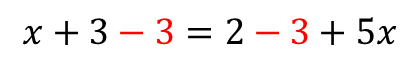 x + 3 − 3 = 2 − 3 + 5x